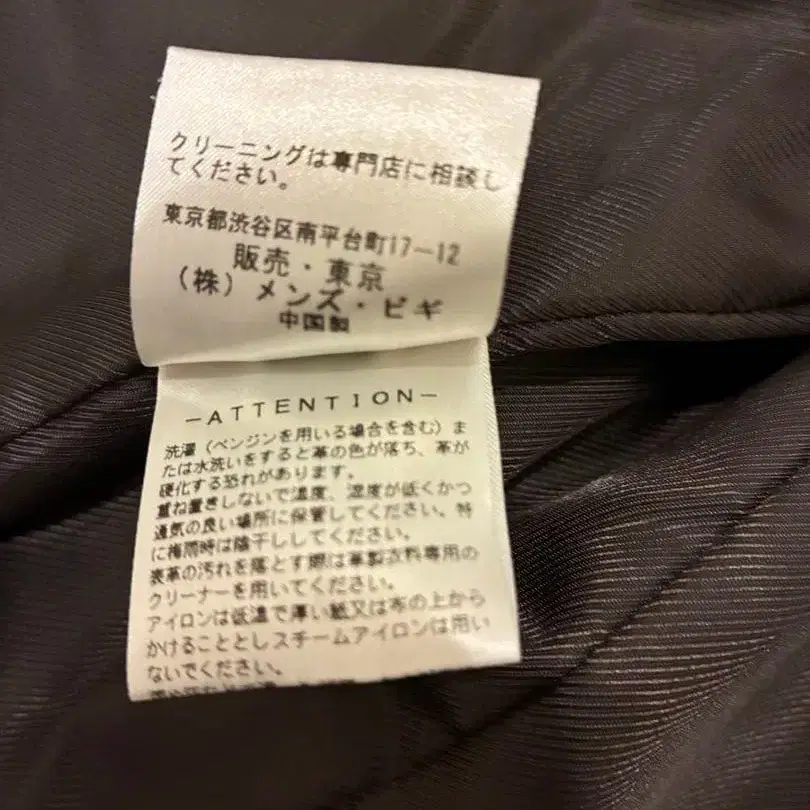 クリーニングは専門店に相談し
てください。
東京都渋谷区南平台町17-12
販売・東京
(株) メンズ・ビギ
中国製
-ATTENTION-
洗濯(ベンジンを用いる場合を含む)ま
たは水洗いをすると革の色が落ち、革が
硬化する恐れがあります。
重ね置きしないで温度、湿度が低くかつ
通気の良い場所に保管してください。特
に梅雨時は陰干ししてください。
表革の汚れを落とす際は革製衣料専用の
クリーナーを用いてください。
アイロンは低温で厚い紙又は布の上から
かけることとしスチームアイロンは用い
ないでください。